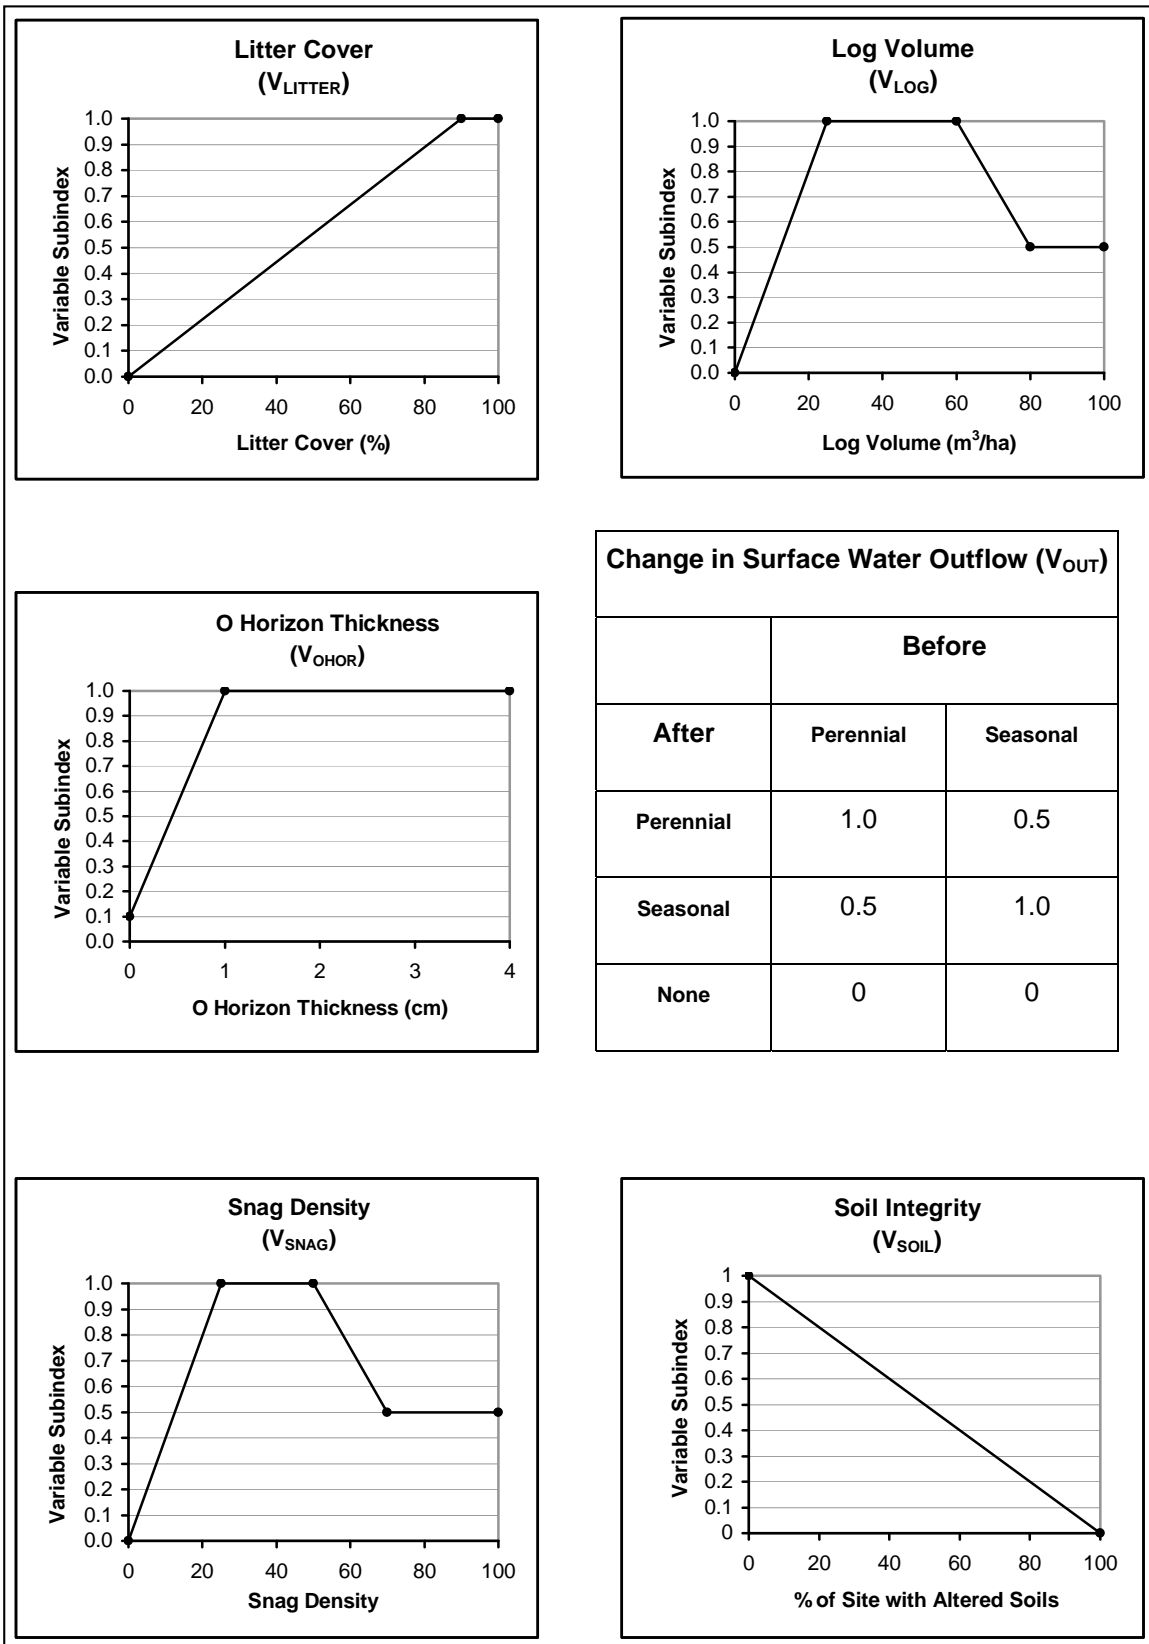 Litter Cover
(V_LITTER)
1.0
0.9
0.8
0.7
0.6
0.5
0.4
0.3
0.2
0.1
0.0
Variable Subindex
0 20 40 60 80 100
Litter Cover (%)
Log Volume
(V_LOG)
1.0
0.9
0.8
0.7
0.6
0.5
0.4
0.3
0.2
0.1
0.0
Variable Subindex
0 20 40 60 80 100
Log Volume (m³/ha)
O Horizon Thickness
(V_OHOR)
1.0
0.9
0.8
0.7
0.6
0.5
0.4
0.3
0.2
0.1
0.0
Variable Subindex
0 1 2 3 4
O Horizon Thickness (cm)
Change in Surface Water Outflow (V_OUT)
Before
After Perennial Seasonal
Perennial 1.0 0.5
Seasonal 0.5 1.0
None 0 0
Snag Density
(V_SNAG)
1.0
0.9
0.8
0.7
0.6
0.5
0.4
0.3
0.2
0.1
0.0
Variable Subindex
0 20 40 60 80 100
Snag Density
Soil Integrity
(V_SOIL)
1
0.9
0.8
0.7
0.6
0.5
0.4
0.3
0.2
0.1
0
Variable Subindex
0 20 40 60 80 100
% of Site with Altered Soils